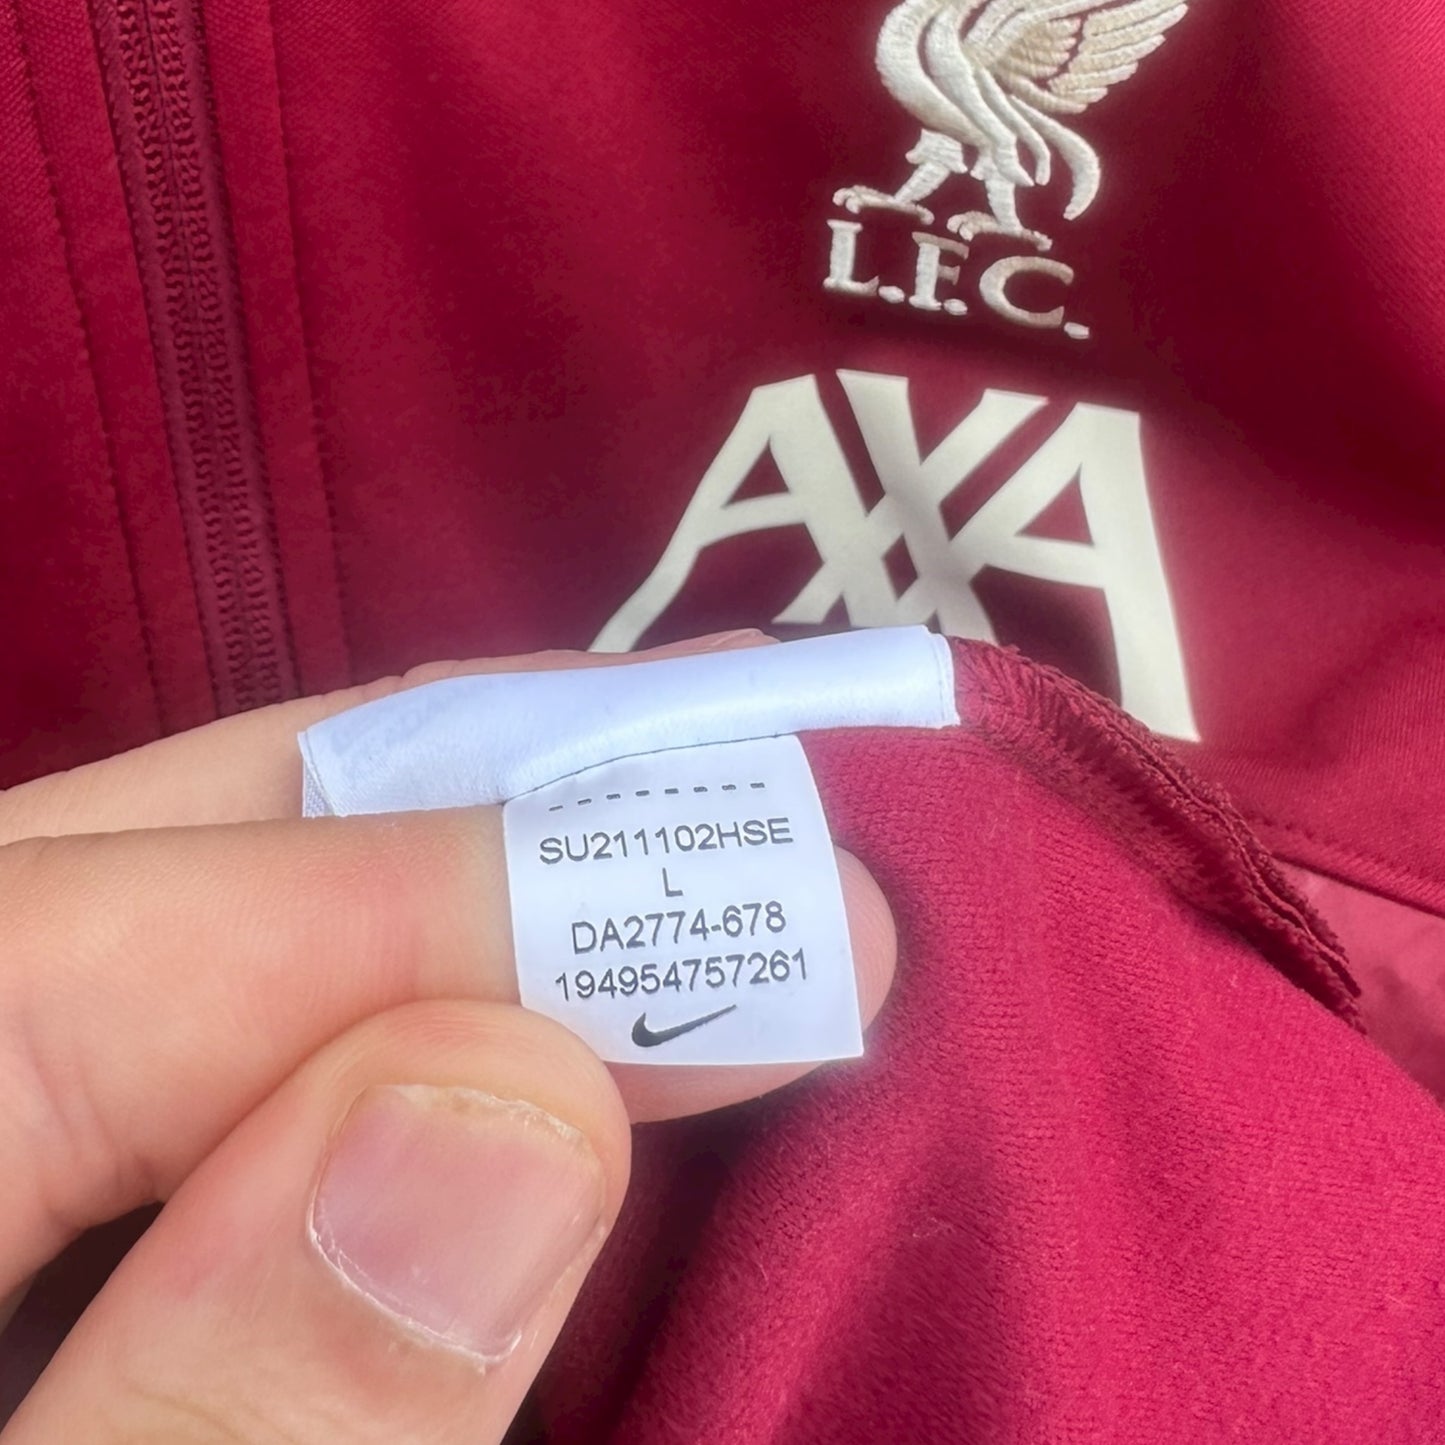 L.F.C.
AXA
SU211102HSE
L
DA2774-678
194954757261